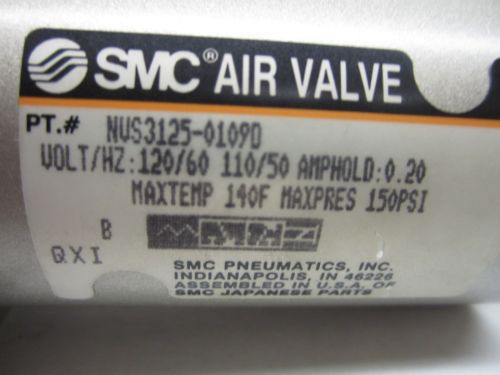 SMC® AIR VALVE
PT.# NVS3125-0109D
VOLT/HZ:120/60 110/50 AMPHOLD:0.20
MAXTEMP 140F MAXPRES 150PSI
B
QXI
SMC PNEUMATICS, INC.
INDIANAPOLIS, IN 46226
ASSEMBLED IN U.S.A. OF
SMC JAPANESE PARTS